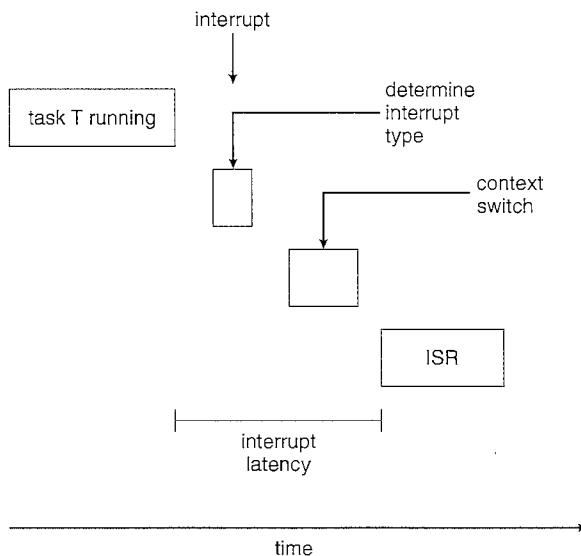 interrupt
task T running
determine
interrupt
type
context
switch
ISR
interrupt
latency
time